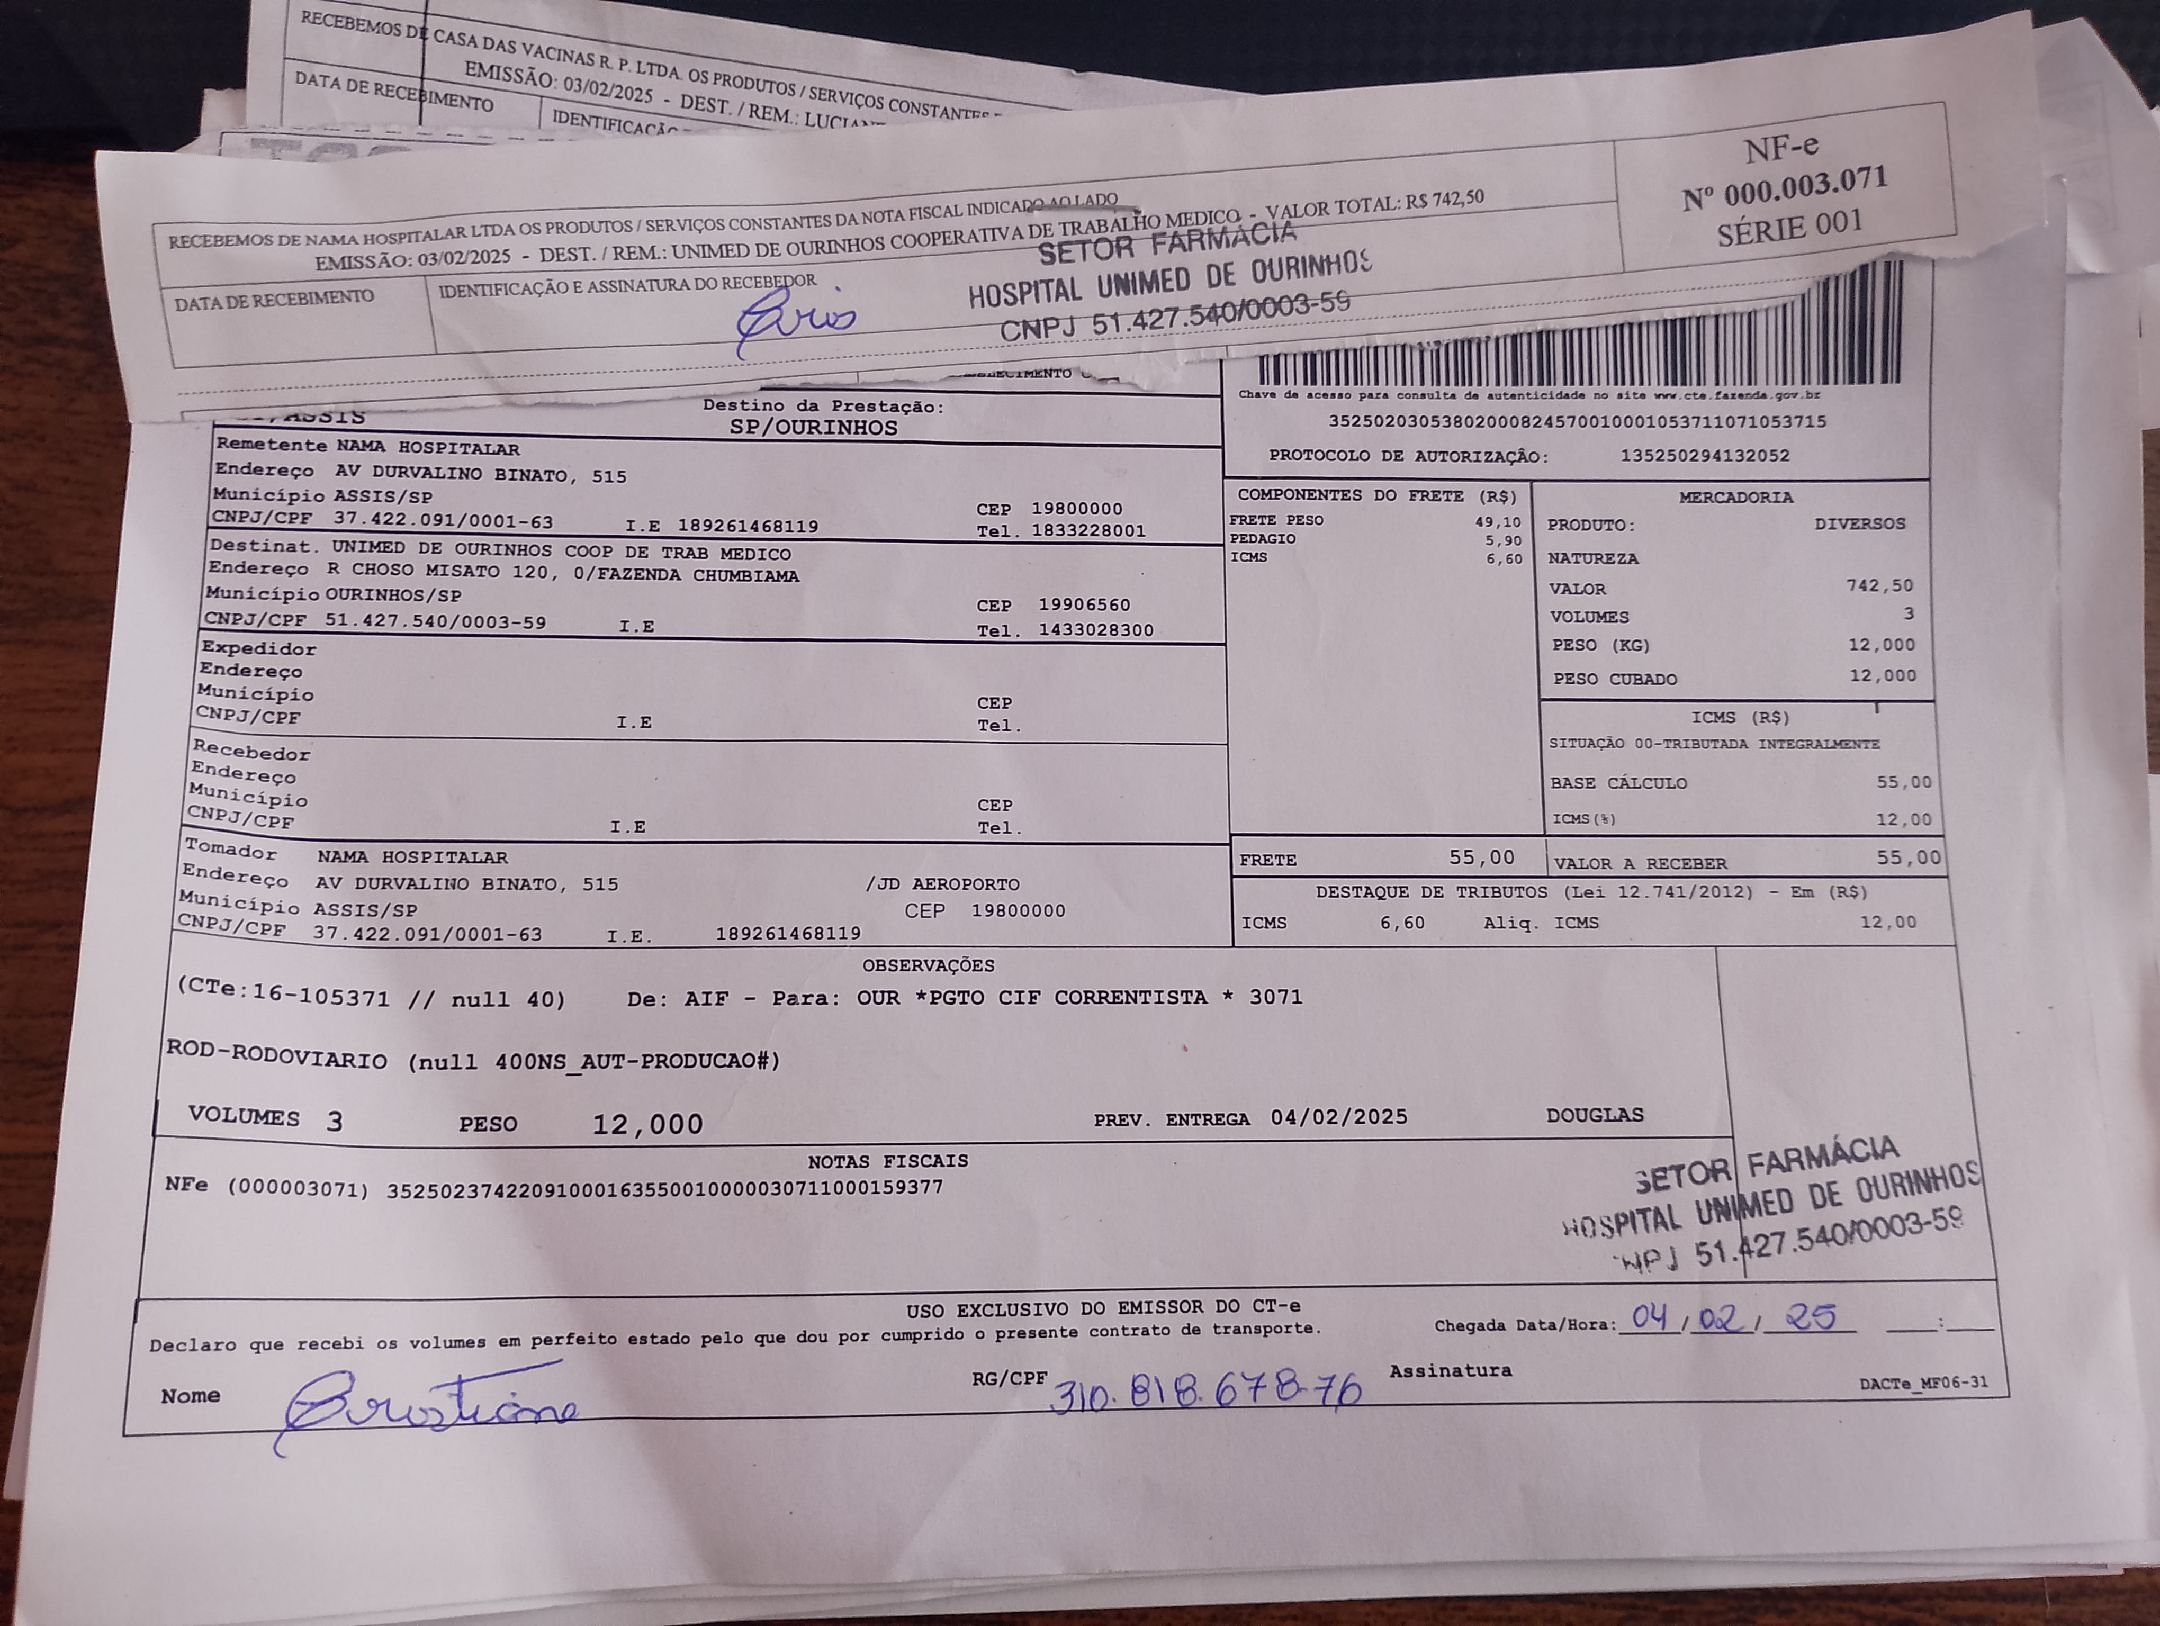 RECEBEMOS DE CASA DAS VACINAS R. P. LTDA. OS PRODUTOS / SERVIÇOS CONSTANTES
EMISSÃO: 03/02/2025 - DEST. / REM.:
DATA DE RECEBIMENTO
RECEBEMOS DE NAMA HOSPITALAR LTDA OS PRODUTOS / SERVIÇOS CONSTANTES DA NOTA FISCAL INDICADO AO LADO
EMISSÃO: 03/02/2025 - DEST. / REM.: UNIMED DE OURINHOS COOPERATIVA DE TRABALHO MEDICO - VALOR TOTAL: R$ 742,50
NF-e
Nº 000.003.071
SÉRIE 001
DATA DE RECEBIMENTO
IDENTIFICAÇÃO E ASSINATURA DO RECEBEDOR
SETOR FARMÁCIA
HOSPITAL UNIMED DE OURINHOS
CNPJ 51.427.540/0003-59
Chave de acesso para consulta de autenticidade no site www.cte.fazenda.gov.br
35250203053802000824570010001053711071053715
PROTOCOLO DE AUTORIZAÇÃO: 135250294132052
Destino da Prestação:
SP/OURINHOS
Remetente NAMA HOSPITALAR
Endereço AV DURVALINO BINATO, 515
Município ASSIS/SP CEP 19800000
CNPJ/CPF 37.422.091/0001-63 I.E 189261468119 Tel. 1833228001
Destinat. UNIMED DE OURINHOS COOP DE TRAB MEDICO
Endereço R CHOSO MISATO 120, 0/FAZENDA CHUMBIAMA
Município OURINHOS/SP CEP 19906560
CNPJ/CPF 51.427.540/0003-59 I.E Tel. 1433028300
Expedidor
Endereço
Município CEP
CNPJ/CPF I.E Tel.
Recebedor
Endereço
Município CEP
CNPJ/CPF I.E Tel.
Tomador NAMA HOSPITALAR
Endereço AV DURVALINO BINATO, 515 /JD AEROPORTO
Município ASSIS/SP CEP 19800000
CNPJ/CPF 37.422.091/0001-63 I.E. 189261468119
COMPONENTES DO FRETE (R$)
FRETE PESO 49,10
PEDAGIO 5,90
ICMS 6,60
MERCADORIA
PRODUTO: DIVERSOS
NATUREZA
VALOR 742,50
VOLUMES 3
PESO (KG) 12,000
PESO CUBADO 12,000
ICMS (R$)
SITUAÇÃO 00-TRIBUTADA INTEGRALMENTE
BASE CÁLCULO 55,00
ICMS(%) 12,00
FRETE 55,00 VALOR A RECEBER 55,00
DESTAQUE DE TRIBUTOS (Lei 12.741/2012) - Em (R$)
ICMS 6,60 Aliq. ICMS 12,00
OBSERVAÇÕES
(CTe:16-105371 // null 40) De: AIF - Para: OUR *PGTO CIF CORRENTISTA * 3071
ROD-RODOVIARIO (null 400NS_AUT-PRODUCAO#)
VOLUMES 3 PESO 12,000 PREV. ENTREGA 04/02/2025 DOUGLAS
NOTAS FISCAIS
NFe (000003071) 35250237422091000163550010000030711000159377
SETOR FARMÁCIA
HOSPITAL UNIMED DE OURINHOS
CNPJ 51.427.540/0003-59
USO EXCLUSIVO DO EMISSOR DO CT-e
Declaro que recebi os volumes em perfeito estado pelo que dou por cumprido o presente contrato de transporte. Chegada Data/Hora: 04/02/25 :
Nome Cristiane RG/CPF 310.818.678-76 Assinatura
DACTe_MF06-31